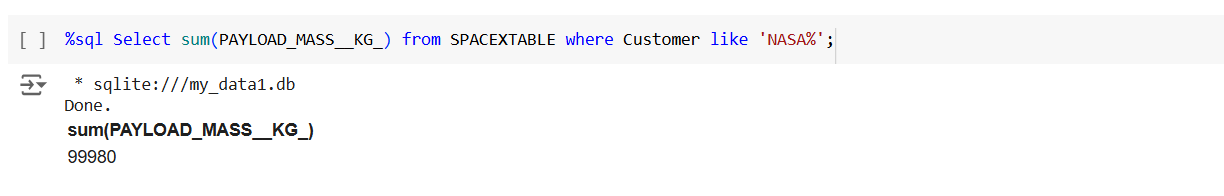 [ ] %sql Select sum(PAYLOAD_MASS__KG_) from SPACEXTABLE where Customer like 'NASA%';
* sqlite:///my_data1.db
Done.
sum(PAYLOAD_MASS__KG_)
99980